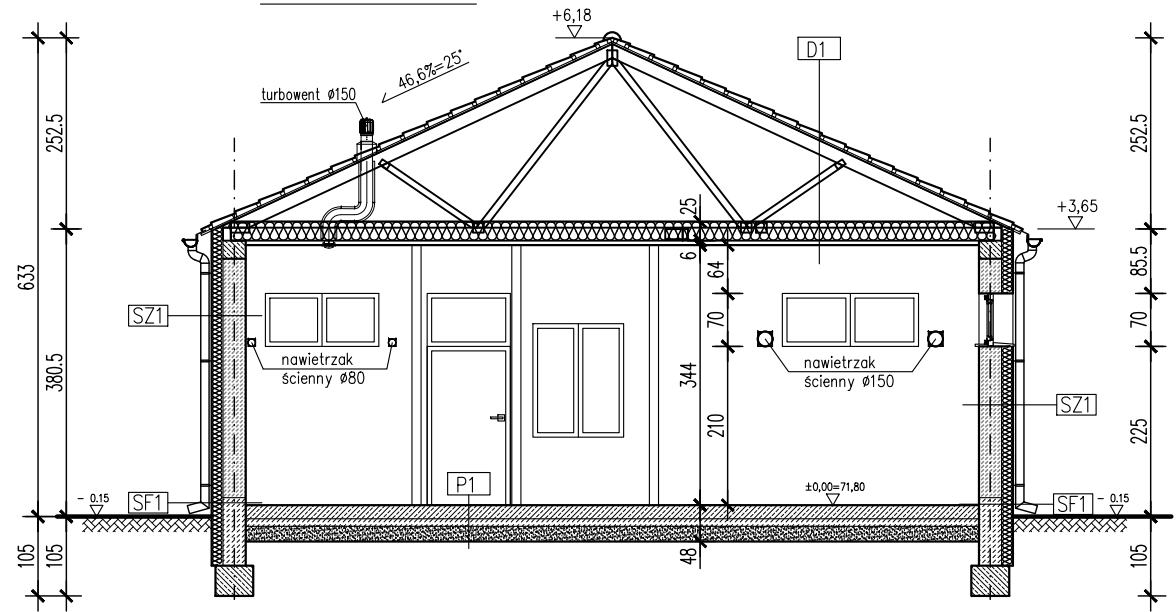 +6,18
D1
46,6%=25°
turbowent ø150
252.5
252.5
+3,65
25
6
64
85.5
633
SZ1
70
70
nawietrzak
ścienny ø80
nawietrzak
ścienny ø150
380.5
344
210
SZ1
225
P1
±0,00=71,80
- 0.15
SF1
SF1
- 0.15
105
105
48
105